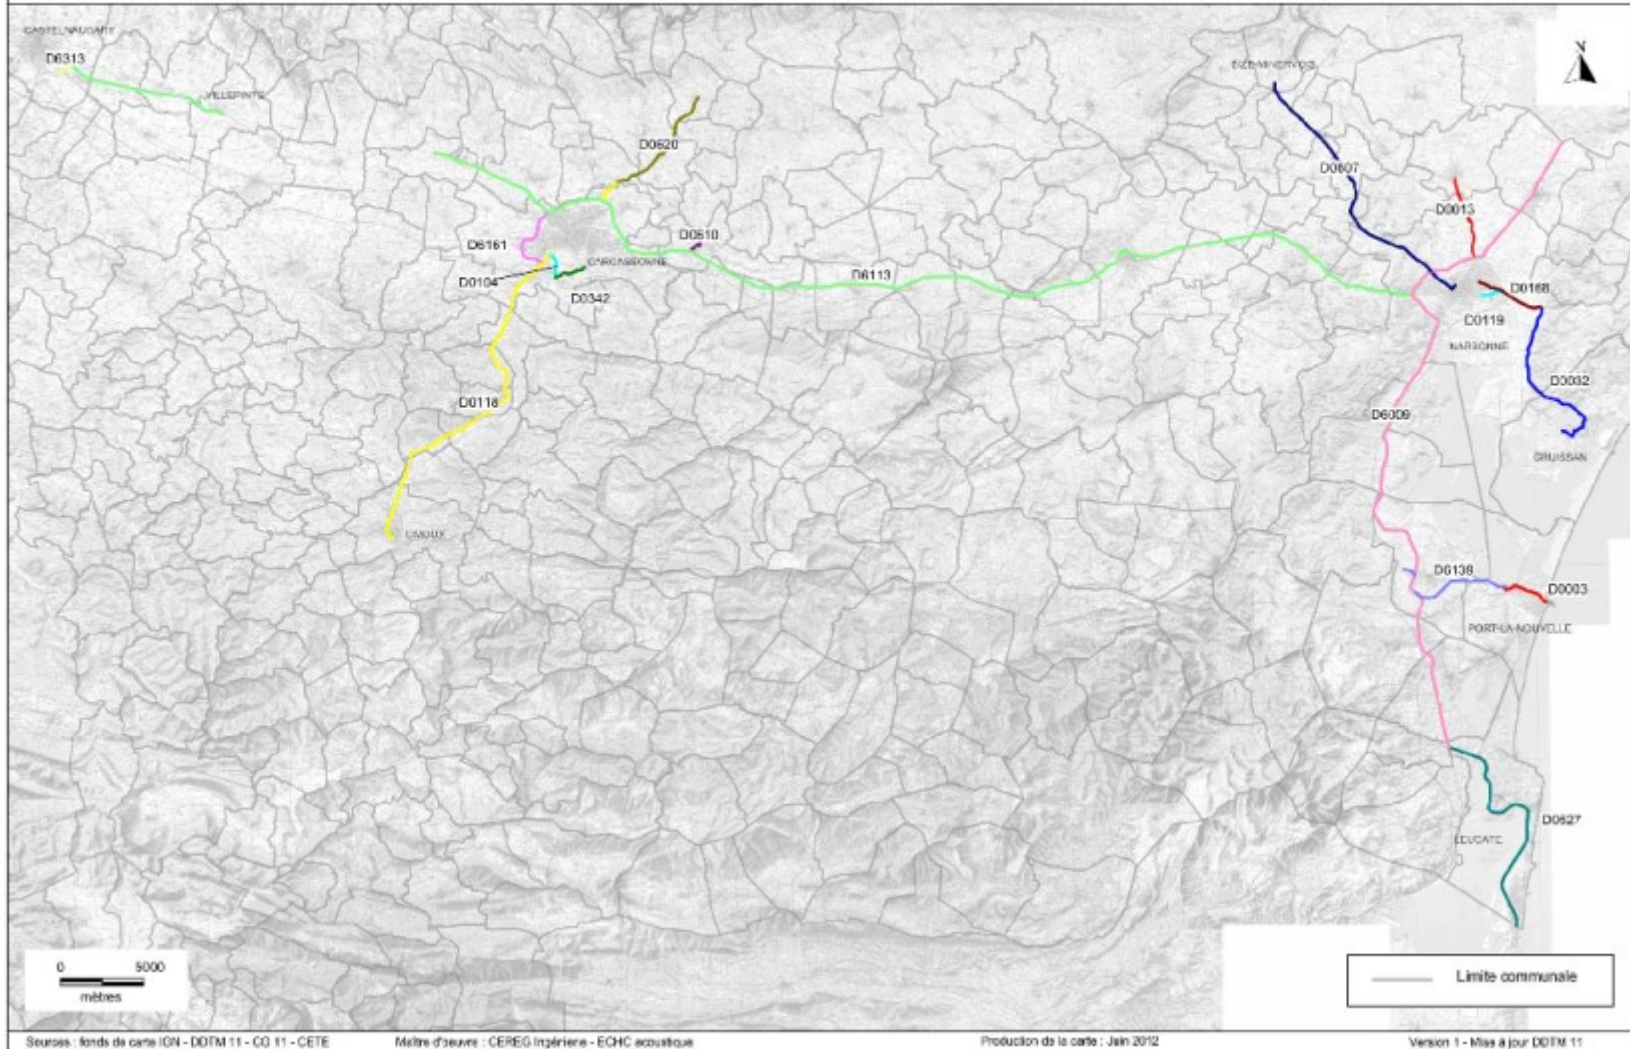 CASTELNAUDARY
N
D6313
BIZE-MINERVOIS
VILLEPINTE
D0620
D0607
D0013
D6161
D0610
CARCASSONNE
D0104
D6113
D0168
D0342
D0119
NARBONNE
D0032
D0118
D6009
GRUISSAN
LIMOUX
D6139
D0003
PORT-LA-NOUVELLE
D0627
LEUCATE
0 5000
mètres
Limite communale
Sources : fonds de carte IGN - DDTM 11 - CG 11 - CETE
Maître d'oeuvre : CEREG Ingénierie - ECHC acoustique
Production de la carte : Juin 2012
Version 1 - Mise à jour DDTM 11